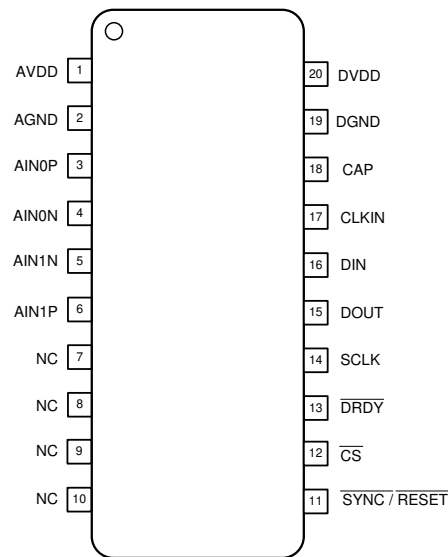 AVDD 1
AGND 2
AIN0P 3
AIN0N 4
AIN1N 5
AIN1P 6
NC 7
NC 8
NC 9
NC 10
20 DVDD
19 DGND
18 CAP
17 CLKIN
16 DIN
15 DOUT
14 SCLK
13 DRDY
12 CS
11 SYNC / RESET